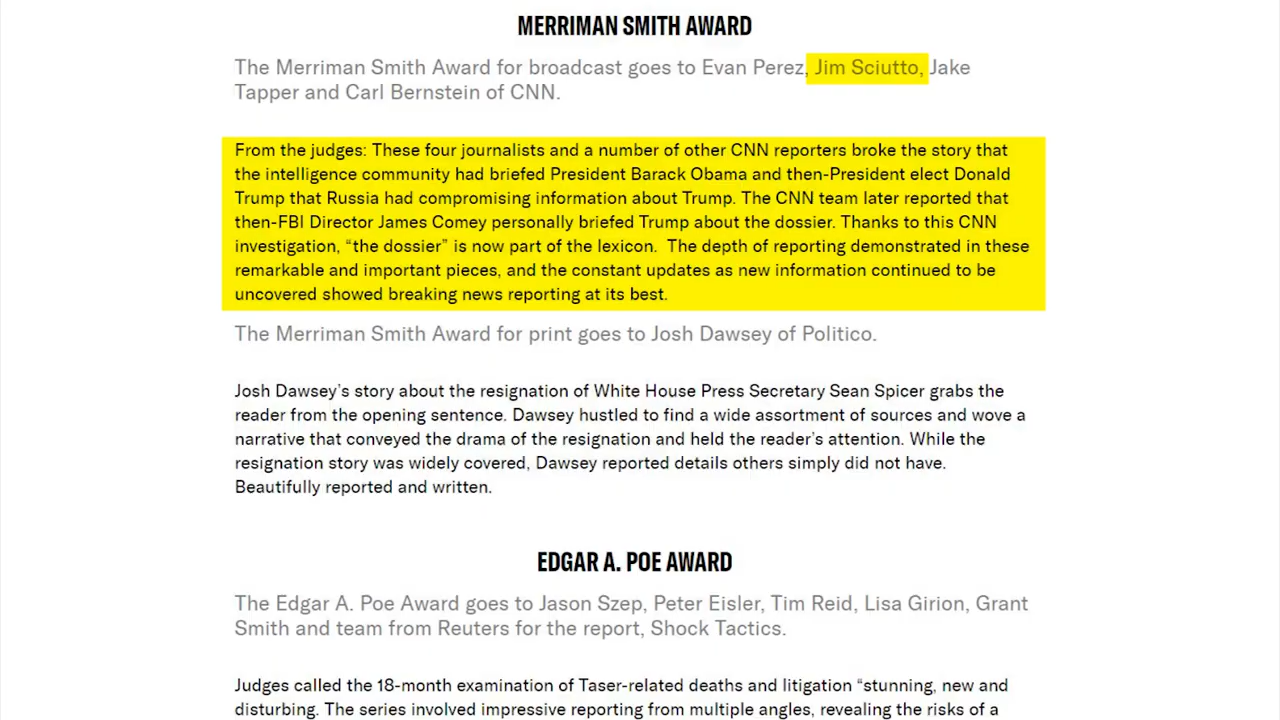 MERRIMAN SMITH AWARD
The Merriman Smith Award for broadcast goes to Evan Perez, Jim Sciutto, Jake
Tapper and Carl Bernstein of CNN.
From the judges: These four journalists and a number of other CNN reporters broke the story that
the intelligence community had briefed President Barack Obama and then-President elect Donald
Trump that Russia had compromising information about Trump. The CNN team later reported that
then-FBI Director James Comey personally briefed Trump about the dossier. Thanks to this CNN
investigation, “the dossier” is now part of the lexicon.  The depth of reporting demonstrated in these
remarkable and important pieces, and the constant updates as new information continued to be
uncovered showed breaking news reporting at its best.
The Merriman Smith Award for print goes to Josh Dawsey of Politico.
Josh Dawsey’s story about the resignation of White House Press Secretary Sean Spicer grabs the
reader from the opening sentence. Dawsey hustled to find a wide assortment of sources and wove a
narrative that conveyed the drama of the resignation and held the reader’s attention. While the
resignation story was widely covered, Dawsey reported details others simply did not have.
Beautifully reported and written.
EDGAR A. POE AWARD
The Edgar A. Poe Award goes to Jason Szep, Peter Eisler, Tim Reid, Lisa Girion, Grant
Smith and team from Reuters for the report, Shock Tactics.
Judges called the 18-month examination of Taser-related deaths and litigation “stunning, new and
disturbing. The series involved impressive reporting from multiple angles, revealing the risks of a